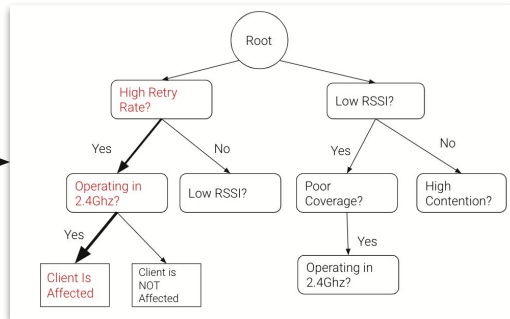 Root
High Retry
Rate?
Low RSSI?
Yes
No
Yes
No
Operating in
2.4Ghz?
Low RSSI?
Poor
Coverage?
High
Contention?
Yes
Yes
Client Is
Affected
Client is
NOT
Affected
Operating in
2.4Ghz?